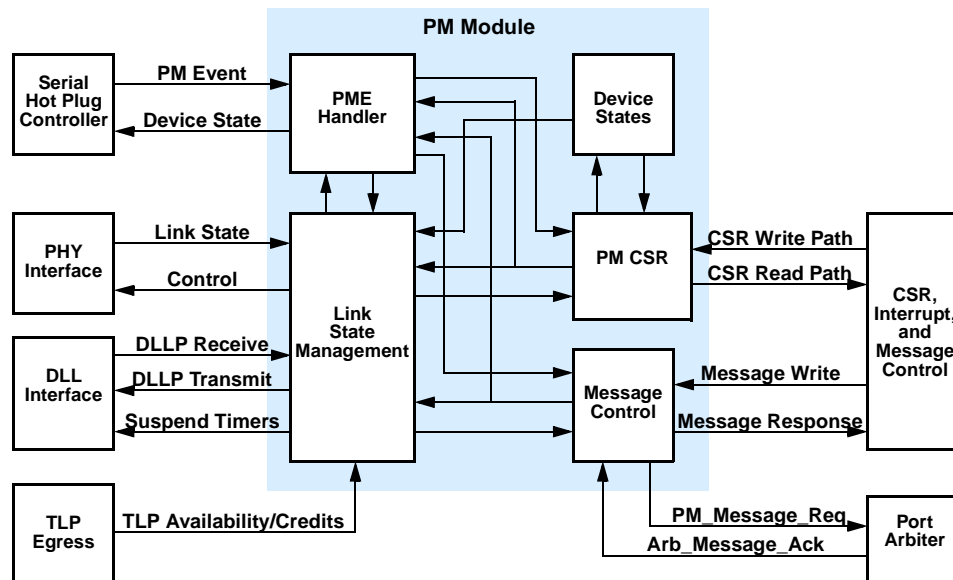 PM Module
Serial
Hot Plug
Controller
PM Event
Device State
PME
Handler
Device
States
PHY
Interface
Link State
Control
Link
State
Management
PM CSR
CSR Write Path
CSR Read Path
CSR,
Interrupt,
and
Message
Control
DLL
Interface
DLLP Receive
DLLP Transmit
Suspend Timers
Message
Control
Message Write
Message Response
TLP
Egress
TLP Availability/Credits
PM_Message_Req
Arb_Message_Ack
Port
Arbiter